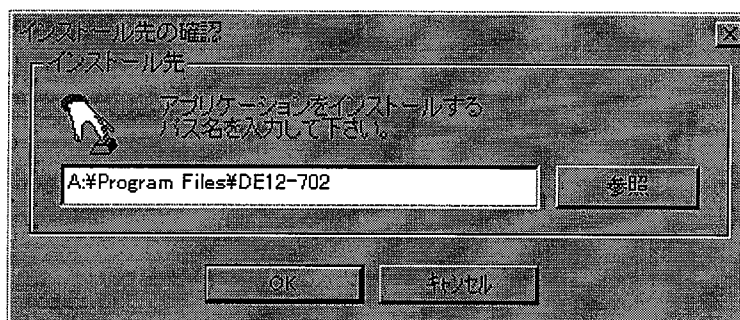 インストール先の確認
インストール先
アプリケーションをインストールする
パス名を入力して下さい。
A:¥Program Files¥DE12-702
参照
OK
キャンセル